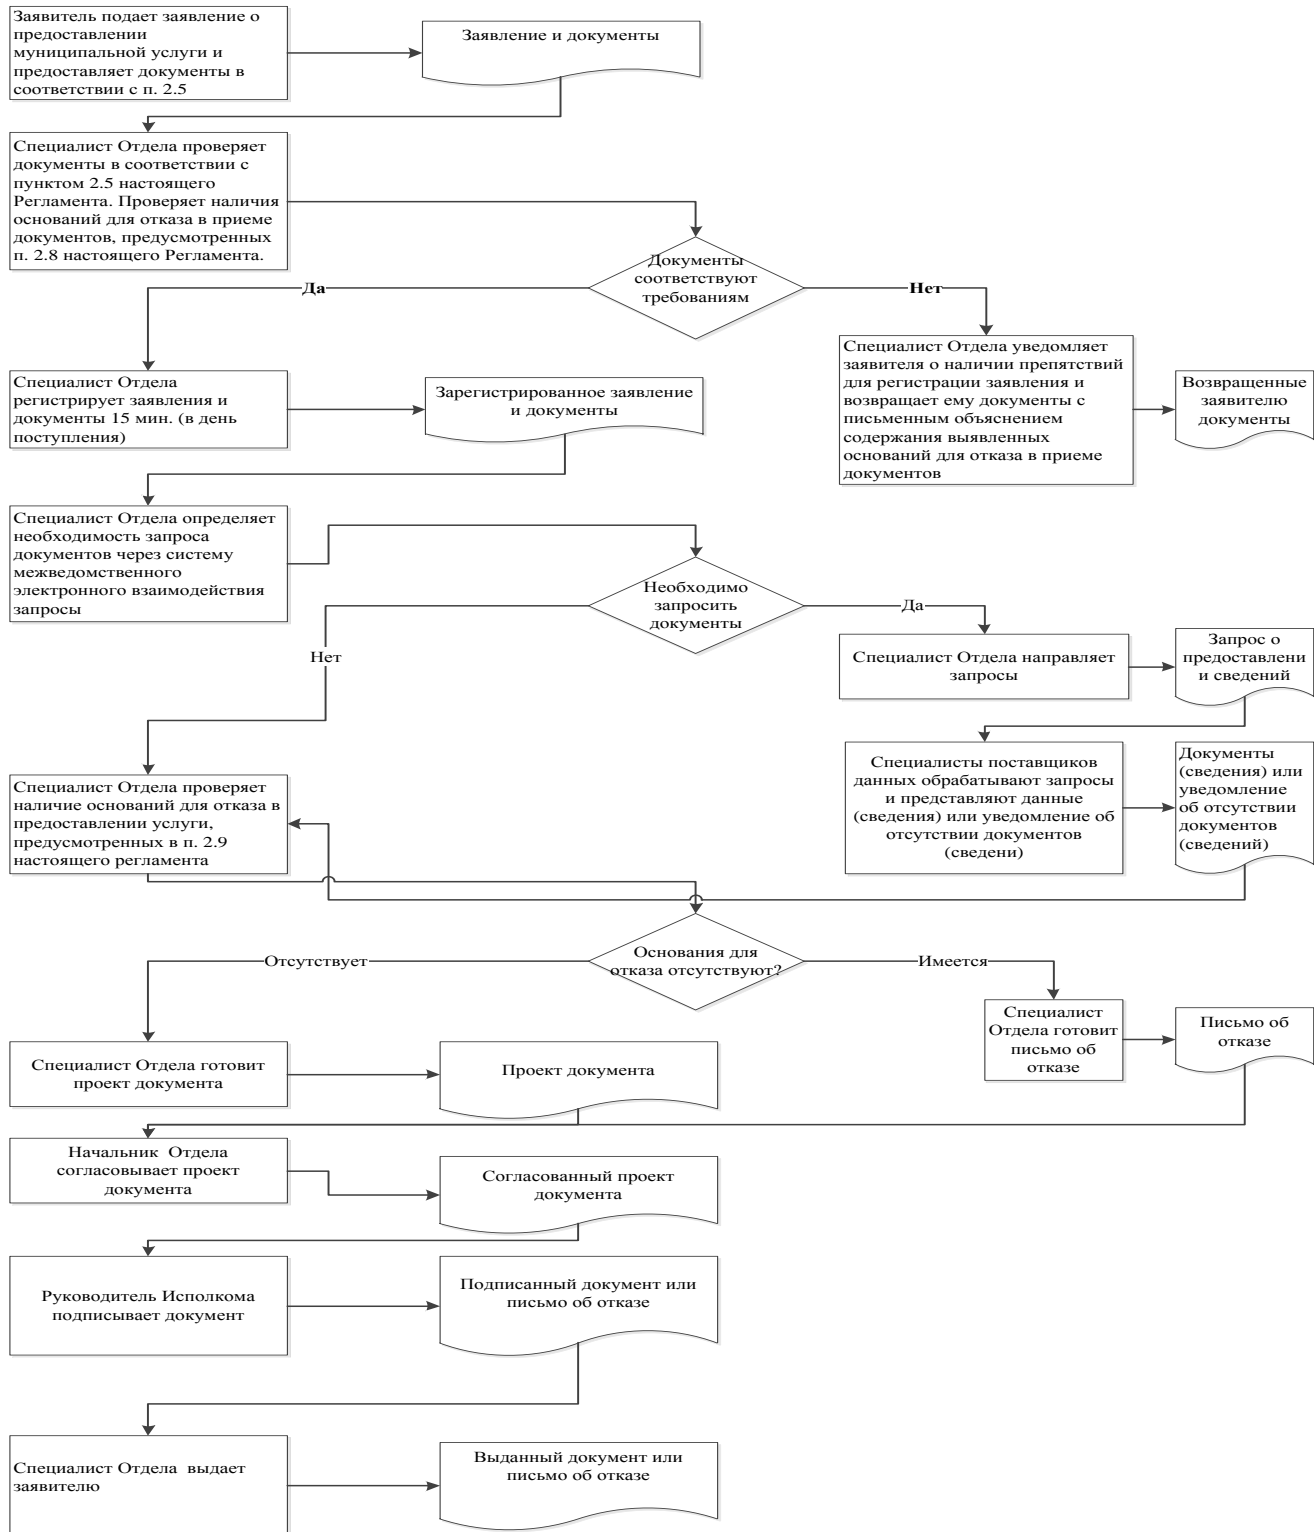 Заявитель подает заявление о
предоставлении
муниципальной услуги и
предоставляет документы в
соответствии с п. 2.5
Заявление и документы
Специалист Отдела проверяет
документы в соответствии с
пунктом 2.5 настоящего
Регламента. Проверяет наличия
оснований для отказа в приеме
документов, предусмотренных
п. 2.8 настоящего Регламента.
Документы
соответствуют
требованиям
Да
Нет
Специалист Отдела
регистрирует заявления и
документы 15 мин. (в день
поступления)
Зарегистрированное заявление
и документы
Специалист Отдела уведомляет
заявителя о наличии препятствий
для регистрации заявления и
возвращает ему документы с
письменным объяснением
содержания выявленных
оснований для отказа в приеме
документов
Возвращенные
заявителю
документы
Специалист Отдела определяет
необходимость запроса
документов через систему
межведомственного
электронного взаимодействия
запросы
Необходимо
запросить
документы
Да
Нет
Специалист Отдела направляет
запросы
Запрос о
предоставлени
и сведений
Специалисты поставщиков
данных обрабатывают запросы
и представляют данные
(сведения) или уведомление об
отсутствии документов
(сведени)
Документы
(сведения) или
уведомление
об отсутствии
документов
(сведений)
Специалист Отдела проверяет
наличие оснований для отказа в
предоставлении услуги,
предусмотренных в п. 2.9
настоящего регламента
Основания для
отказа отсутствуют?
Отсутствует
Имеется
Специалист
Отдела готовит
письмо об
отказе
Письмо об
отказе
Специалист Отдела готовит
проект документа
Проект документа
Начальник  Отдела
согласовывает проект
документа
Согласованный проект
документа
Руководитель Исполкома
подписывает документ
Подписанный документ или
письмо об отказе
Специалист Отдела  выдает
заявителю
Выданный документ или
письмо об отказе